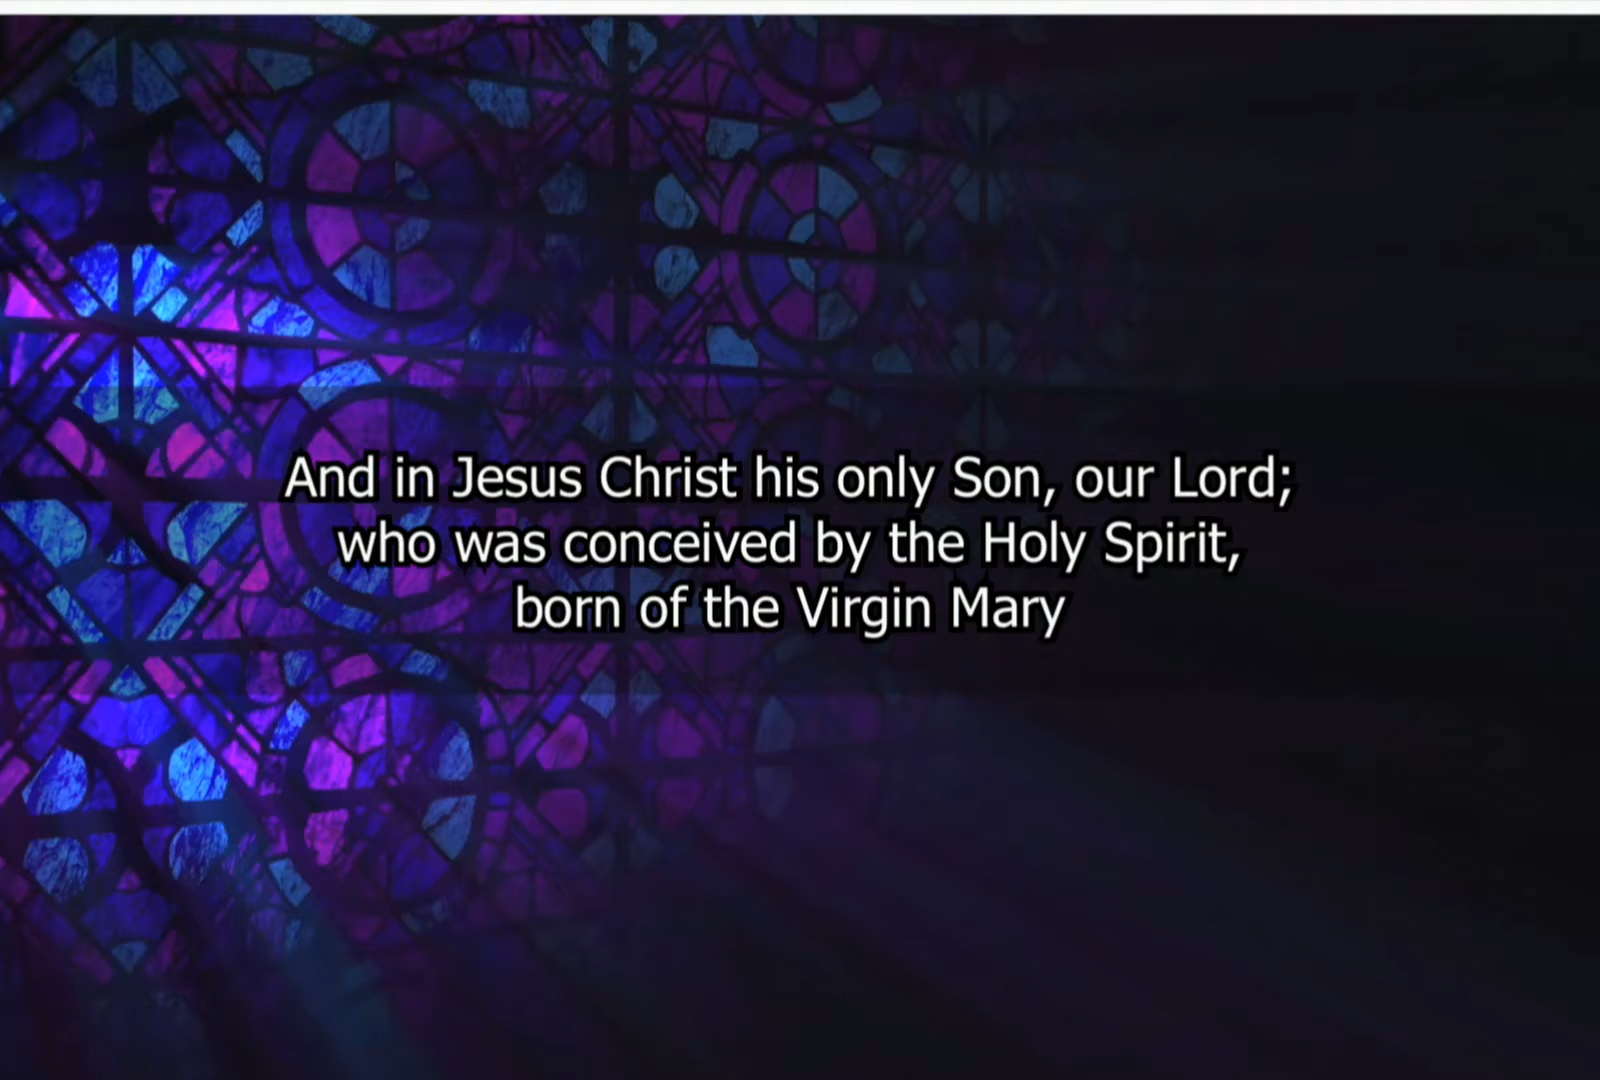 And in Jesus Christ his only Son, our Lord;
who was conceived by the Holy Spirit,
born of the Virgin Mary